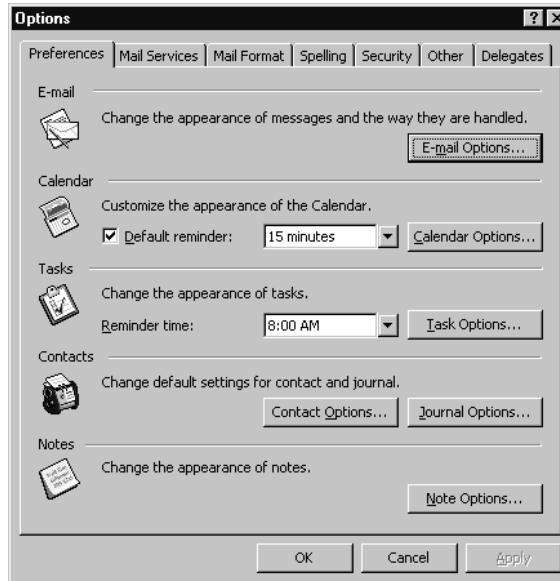 Options
Preferences Mail Services Mail Format Spelling Security Other Delegates
E-mail
Change the appearance of messages and the way they are handled.
E-mail Options...
Calendar
Customize the appearance of the Calendar.
Default reminder: 15 minutes Calendar Options...
Tasks
Change the appearance of tasks.
Reminder time: 8:00 AM Task Options...
Contacts
Change default settings for contact and journal.
Contact Options... Journal Options...
Notes
Change the appearance of notes.
Note Options...
OK Cancel Apply